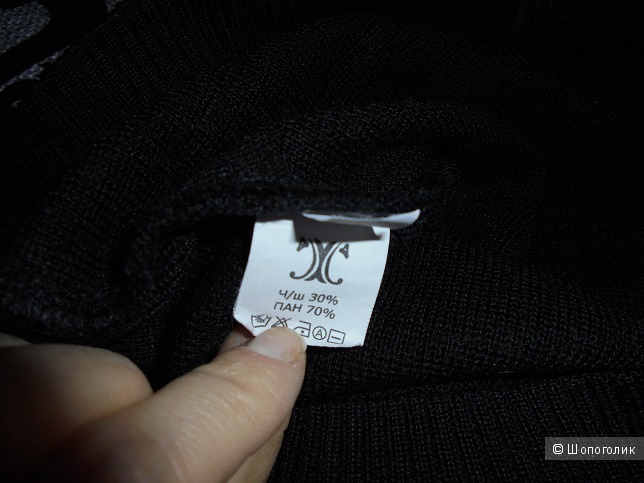 Ч/ш 30%
ПАН 70%
A
© Шопоголик